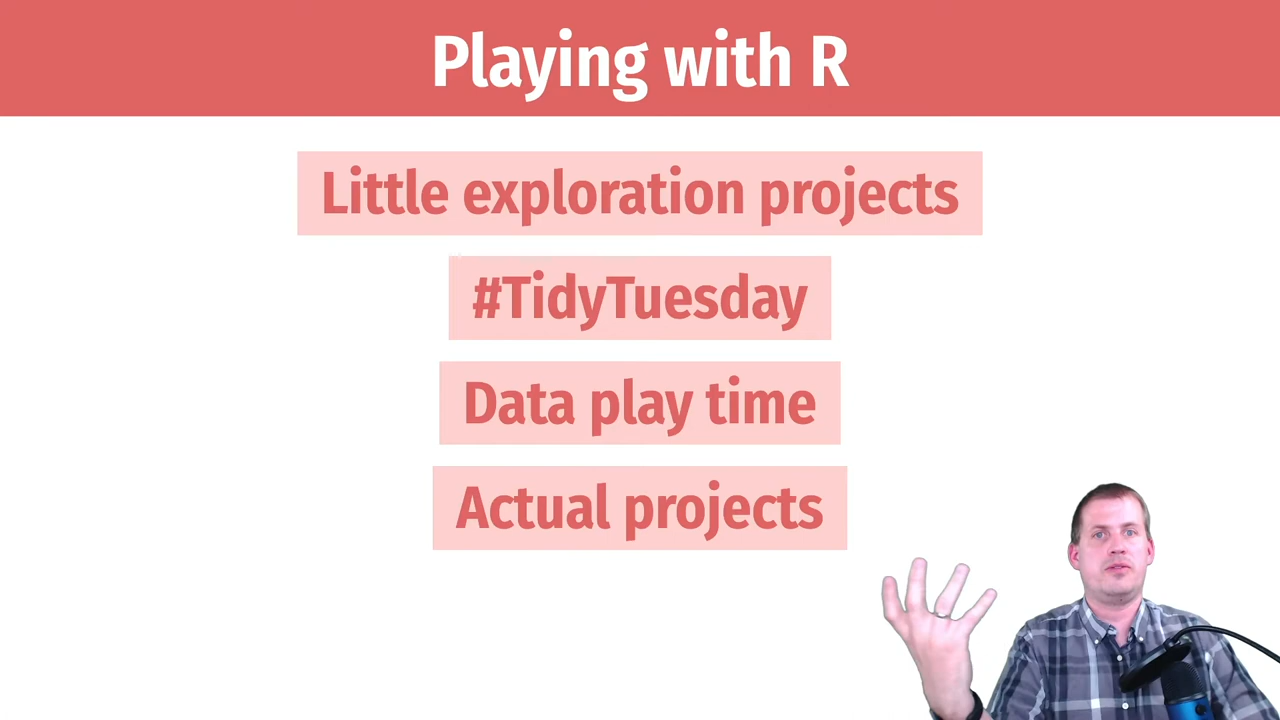 Playing with R
Little exploration projects
#TidyTuesday
Data play time
Actual projects